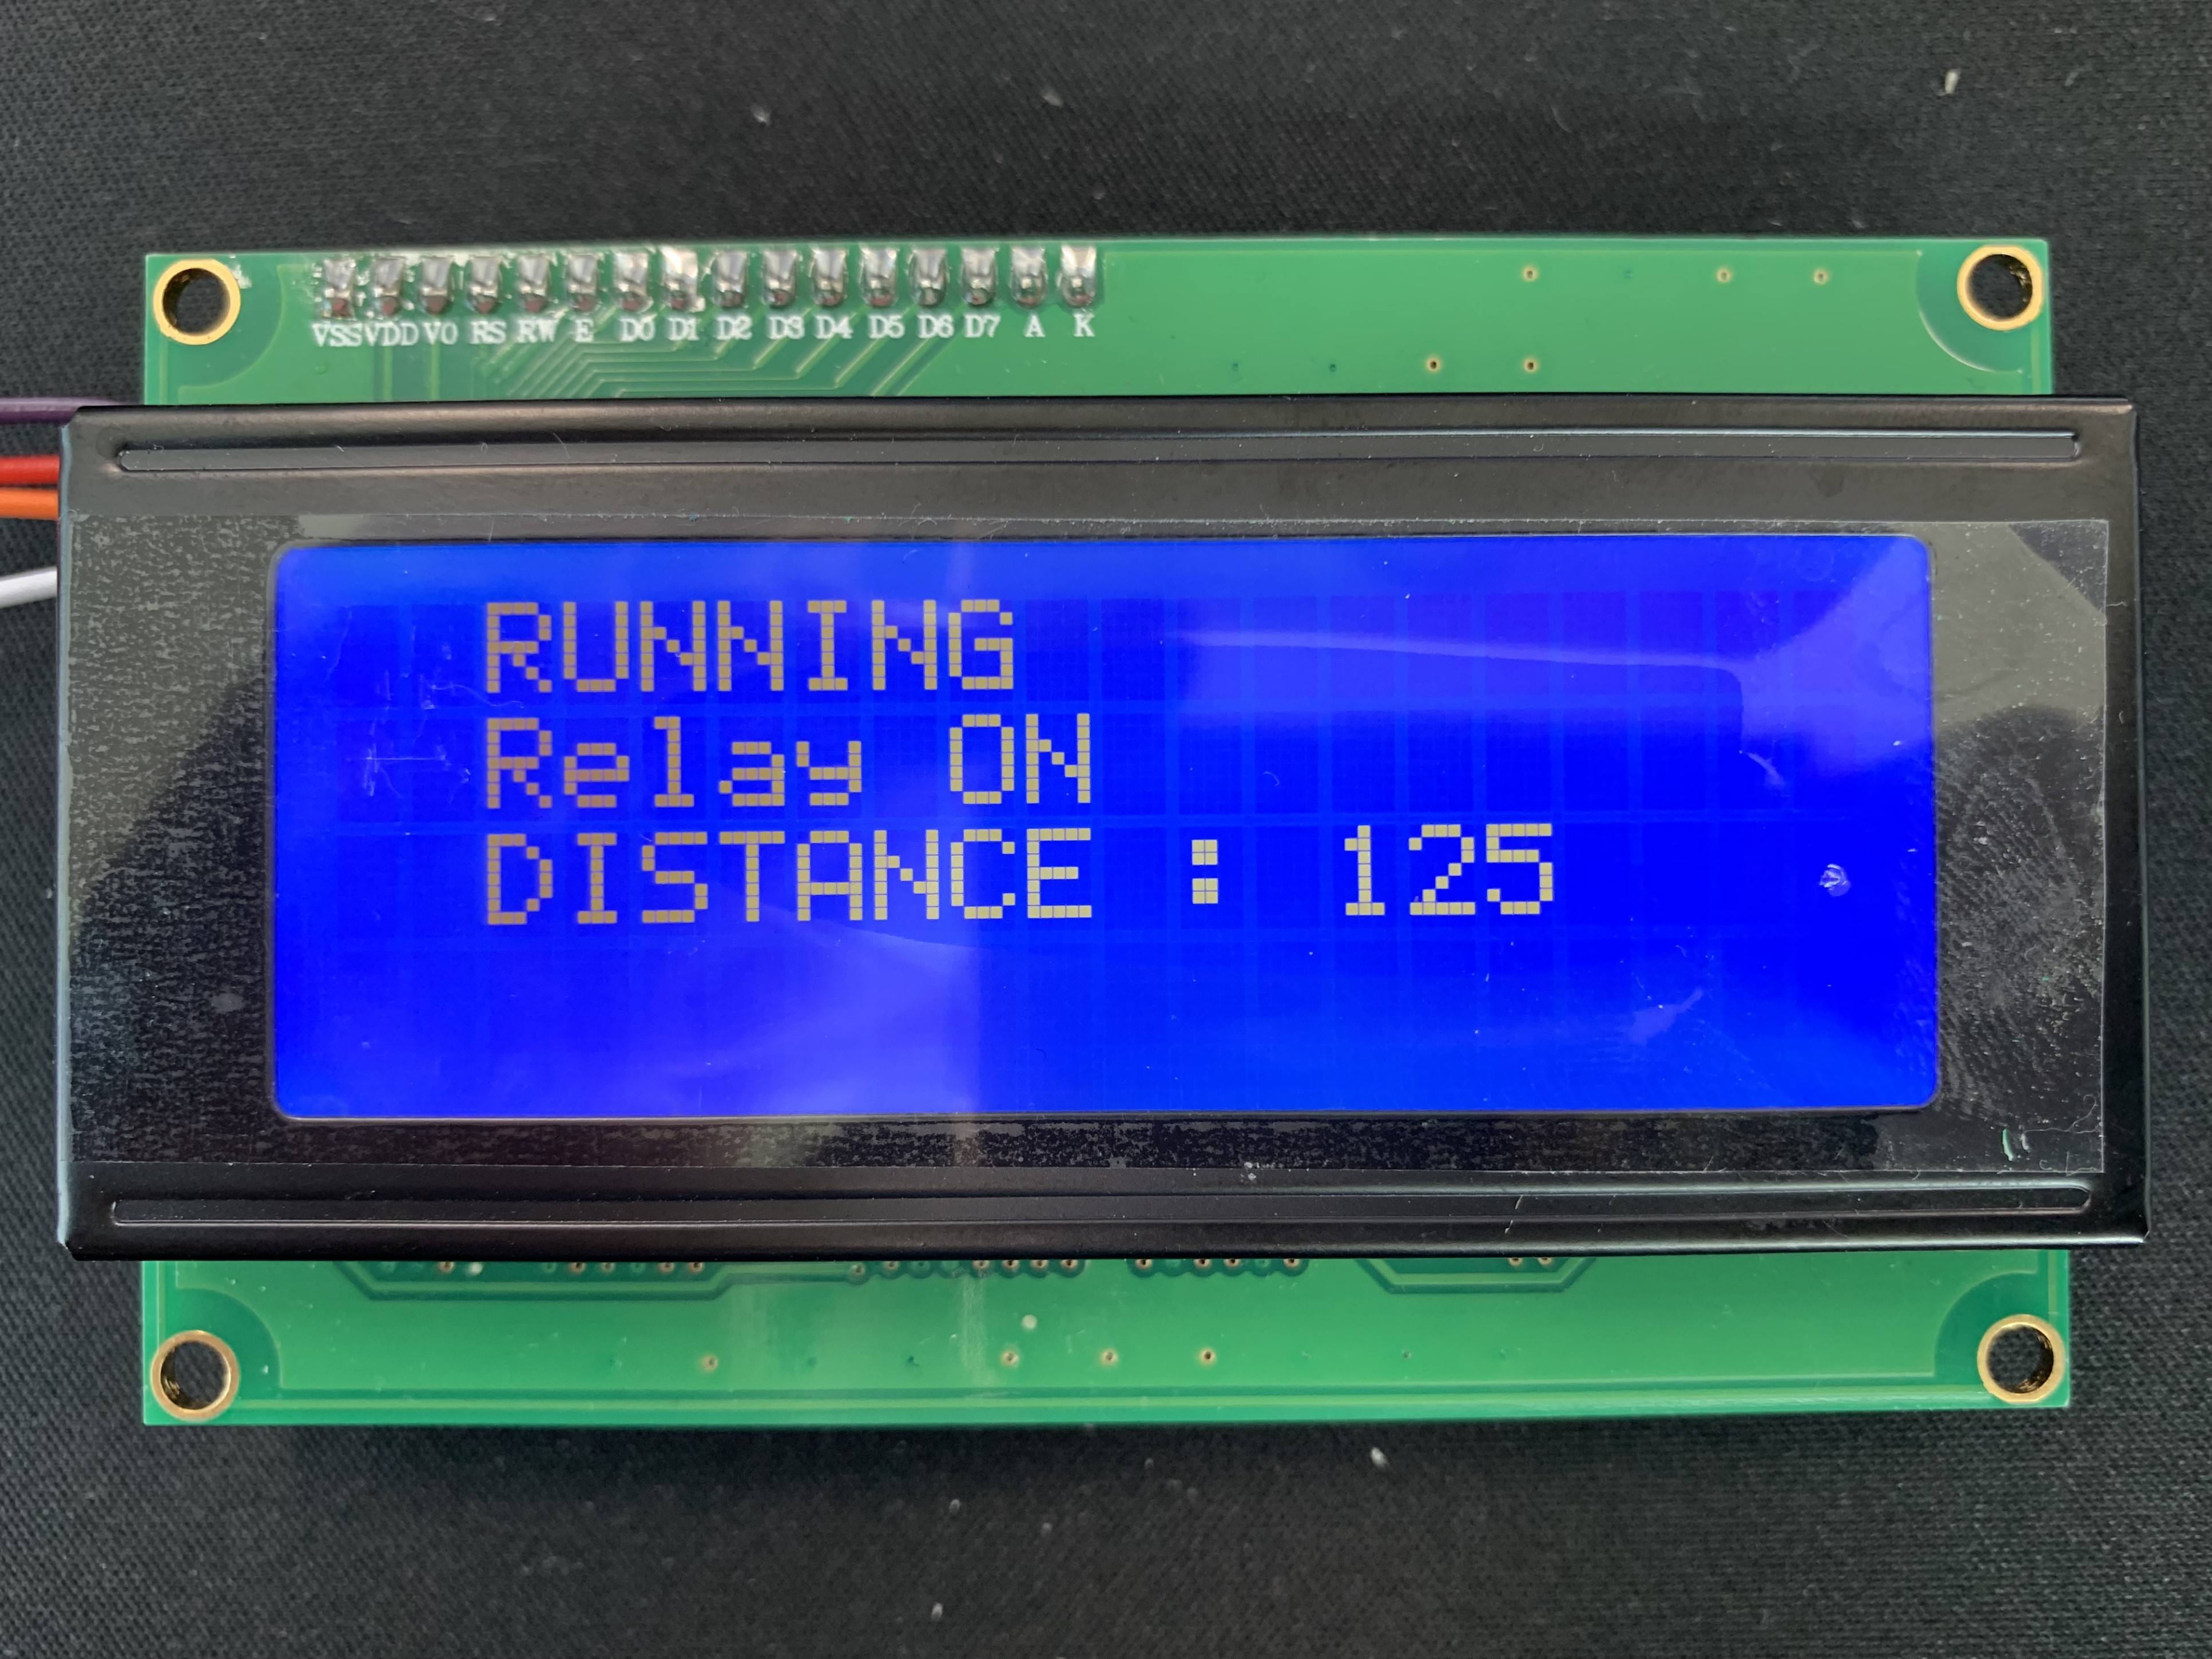 VSS VDD V0 RS RW E D0 D1 D2 D3 D4 D5 D6 D7 A K
RUNNING
Relay ON
DISTANCE : 125